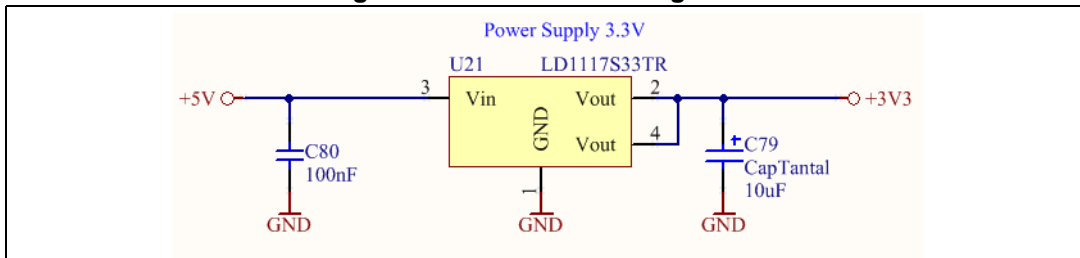 Power Supply 3.3V
U21 LD1117S33TR
+5V 3 Vin Vout 2 +3V3
GND
Vout 4
C80
100nF
C79
CapTantal
10uF
1
GND GND GND